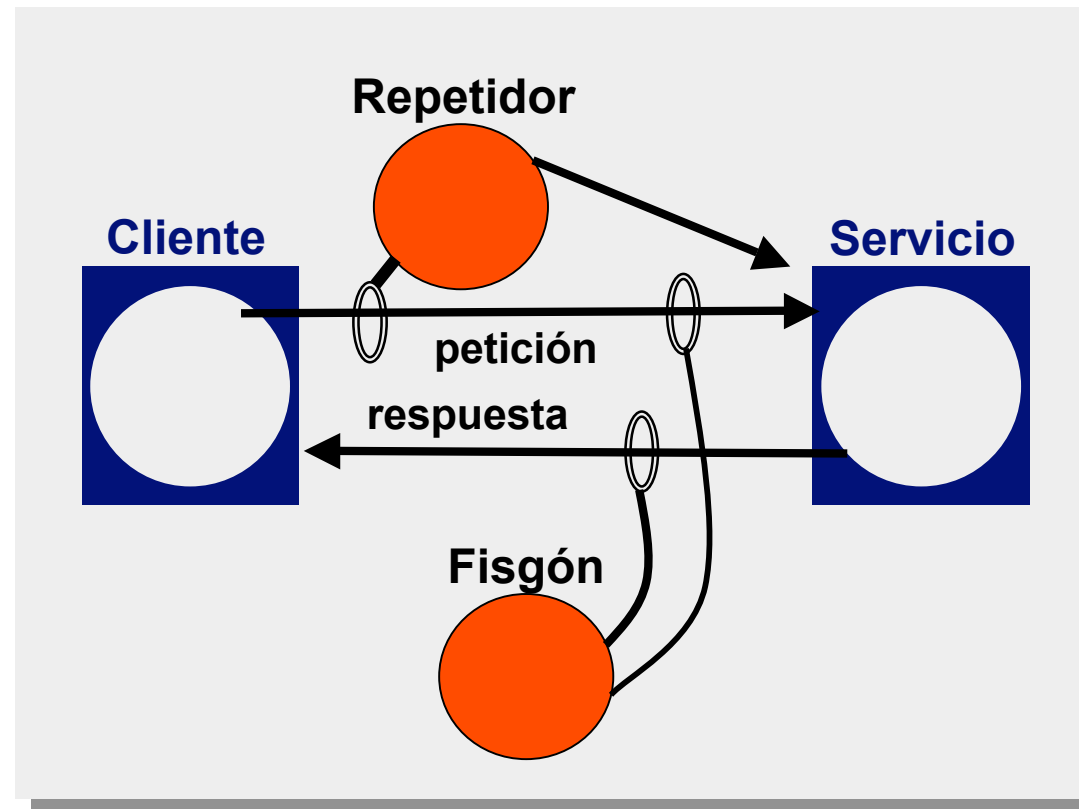 Repetidor
Cliente
Servicio
petición
respuesta
Fisgón